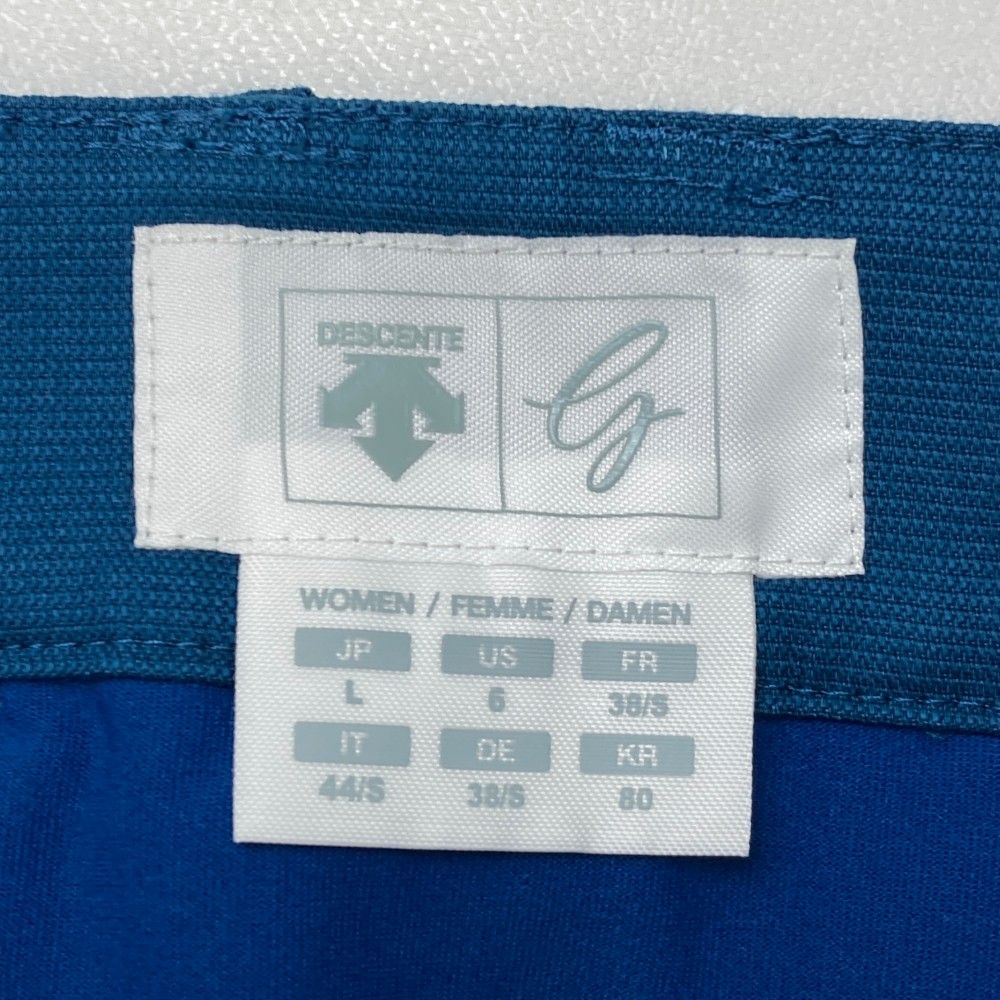 DESCENTE
WOMEN / FEMME / DAMEN
JP US FR
L 6 38/S
IT DE KR
44/S 38/S 80